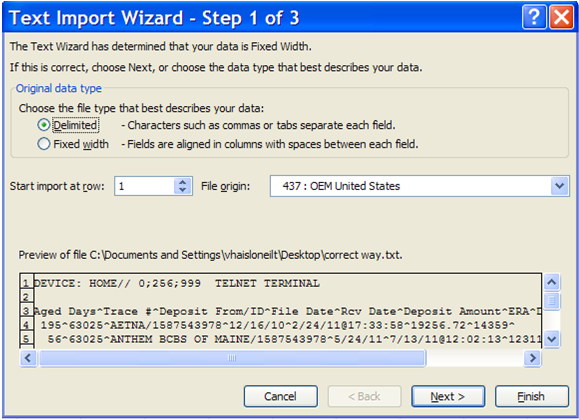 Text Import Wizard - Step 1 of 3
The Text Wizard has determined that your data is Fixed Width.
If this is correct, choose Next, or choose the data type that best describes your data.
Original data type
Choose the file type that best describes your data:
Delimited - Characters such as commas or tabs separate each field.
Fixed width - Fields are aligned in columns with spaces between each field.
Start import at row: 1 File origin: 437 : OEM United States
Preview of file C:\Documents and Settings\vhaisloneilt\Desktop\correct way.txt.
1 DEVICE: HOME// 0;256;999 TELNET TERMINAL
2
3 Aged Days^Trace #^Deposit From/ID^File Date^Rcv Date^Deposit Amount^ERA^D
4 195^63025^AETNA/1587543978^12/16/10^2/24/11@17:33:58^19256.72^14359^
5 56^63025^ANTHEM BCBS OF MAINE/1587543978^5/24/11^7/13/11@12:02:13^12311
Cancel < Back Next > Finish